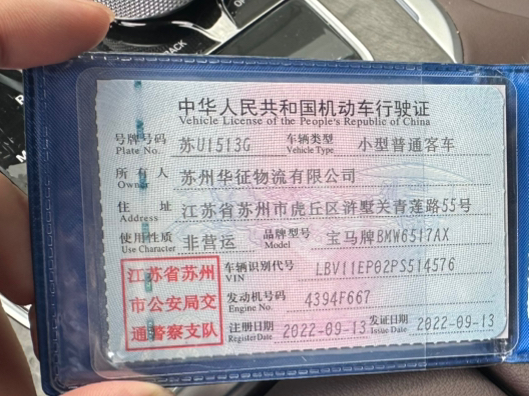 中华人民共和国机动车行驶证
Vehicle License of the People's Republic of China
号牌号码 苏U1513G 车辆类型 小型普通客车
Plate No. Vehicle Type
所有人 苏州华征物流有限公司
Owner
住址 江苏省苏州市虎丘区浒墅关青莲路55号
Address
使用性质 非营运 品牌型号 宝马牌BMW6517AX
Use Character Model
江苏省苏州
市公安局交
通警察支队
车辆识别代号 LBV11EP02PS514576
VIN
发动机号码 4394F667
Engine No.
注册日期 2022-09-13 发证日期 2022-09-13
Register Date Issue Date